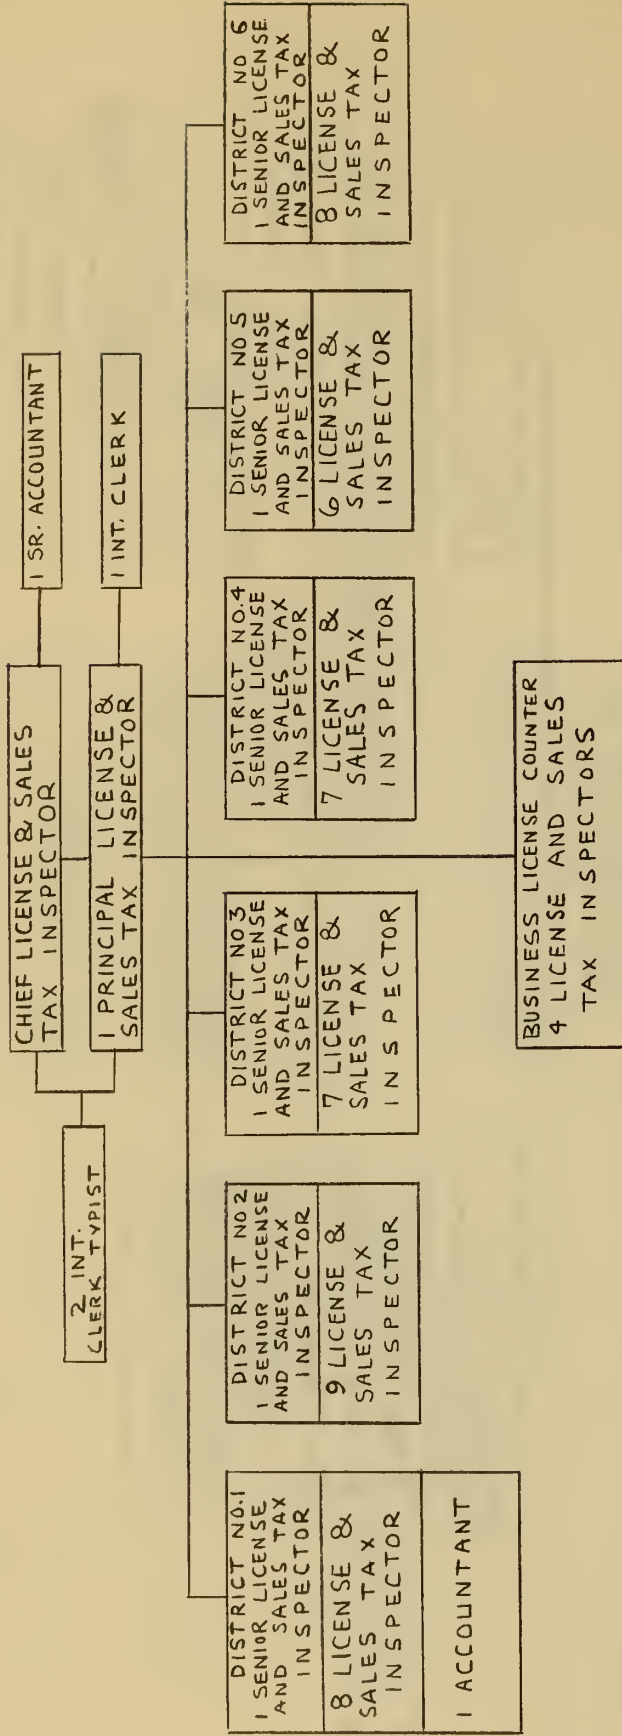 CHIEF LICENSE & SALES
TAX INSPECTOR
1 SR. ACCOUNTANT
1 PRINCIPAL LICENSE &
SALES TAX INSPECTOR
1 INT. CLERK
2 INT.
CLERK TYPIST
DISTRICT NO.1
1 SENIOR LICENSE
AND SALES TAX
INSPECTOR
8 LICENSE &
SALES TAX
INSPECTOR
1 ACCOUNTANT
DISTRICT NO 2
1 SENIOR LICENSE
AND SALES TAX
INSPECTOR
9 LICENSE &
SALES TAX
INSPECTOR
DISTRICT NO 3
1 SENIOR LICENSE
AND SALES TAX
INSPECTOR
7 LICENSE &
SALES TAX
INSPECTOR
DISTRICT NO.4
1 SENIOR LICENSE
AND SALES TAX
INSPECTOR
7 LICENSE &
SALES TAX
INSPECTOR
DISTRICT NO 5
1 SENIOR LICENSE
AND SALES TAX
INSPECTOR
6 LICENSE &
SALES TAX
INSPECTOR
DISTRICT NO 6
1 SENIOR LICENSE
AND SALES TAX
INSPECTOR
8 LICENSE &
SALES TAX
INSPECTOR
BUSINESS LICENSE COUNTER
4 LICENSE AND SALES
TAX INSPECTORS